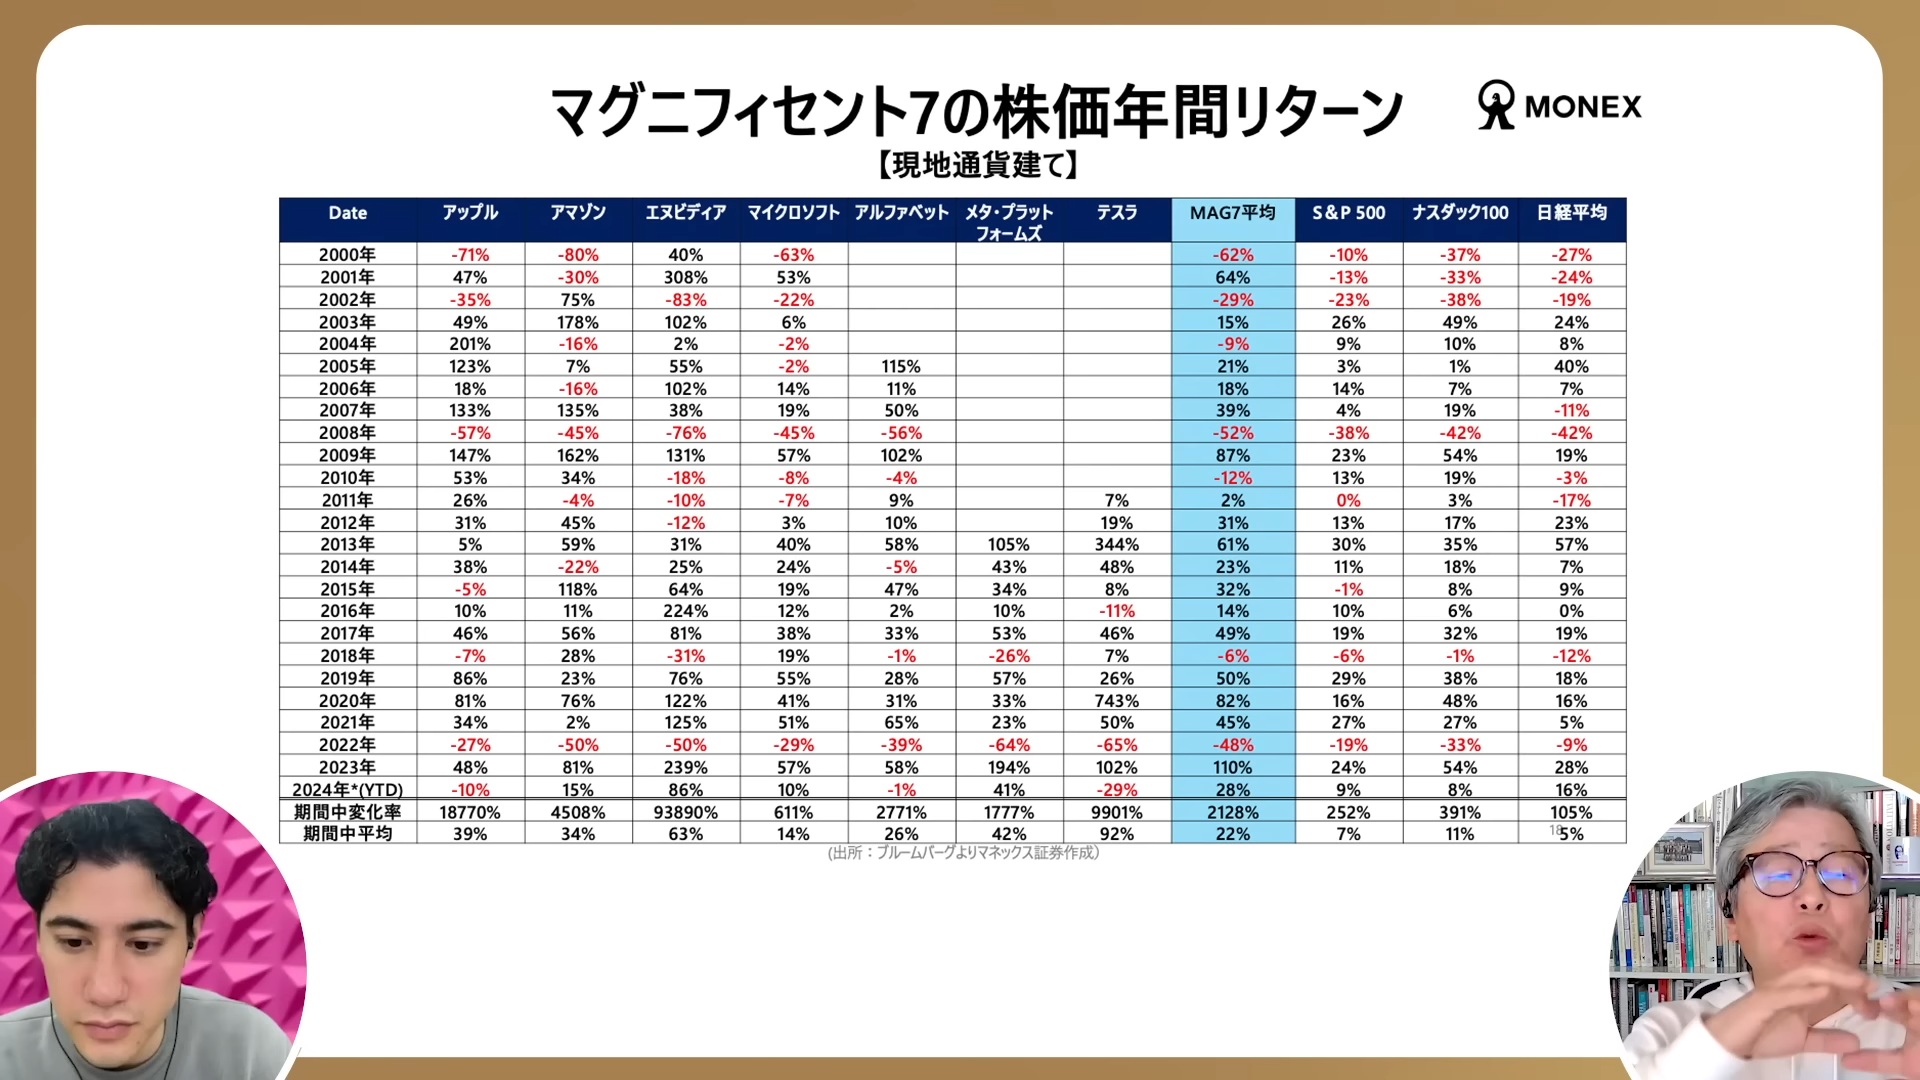 マグニフィセント7の株価年間リターン
MONEX
【現地通貨建て】
Date アップル アマゾン エヌビディア マイクロソフト アルファベット メタ・プラットフォームズ テスラ MAG7平均 S&P 500 ナスダック100 日経平均
2000年 -71% -80% 40% -63% -62% -10% -37% -27%
2001年 47% -30% 308% 53% 64% -13% -33% -24%
2002年 -35% 75% -83% -22% -29% -23% -38% -19%
2003年 49% 178% 102% 6% 15% 26% 49% 24%
2004年 201% -16% 2% -2% -9% 9% 10% 8%
2005年 123% 7% 55% -2% 115% 21% 3% 1% 40%
2006年 18% -16% 102% 14% 11% 18% 14% 7% 7%
2007年 133% 135% 38% 19% 50% 39% 4% 19% -11%
2008年 -57% -45% -76% -45% -56% -52% -38% -42% -42%
2009年 147% 162% 131% 57% 102% 87% 23% 54% 19%
2010年 53% 34% -18% -8% -4% -12% 13% 19% -3%
2011年 26% -4% -10% -7% 9% 7% 2% 0% 3% -17%
2012年 31% 45% -12% 3% 10% 19% 31% 13% 17% 23%
2013年 5% 59% 31% 40% 58% 105% 344% 61% 30% 35% 57%
2014年 38% -22% 25% 24% -5% 43% 48% 23% 11% 18% 7%
2015年 -5% 118% 64% 19% 47% 34% 8% 32% -1% 8% 9%
2016年 10% 11% 224% 12% 2% 10% -11% 14% 10% 6% 0%
2017年 46% 56% 81% 38% 33% 53% 46% 49% 19% 32% 19%
2018年 -7% 28% -31% 19% -1% -26% 7% -6% -6% -1% -12%
2019年 86% 23% 76% 55% 28% 57% 26% 50% 29% 38% 18%
2020年 81% 76% 122% 41% 31% 33% 743% 82% 16% 48% 16%
2021年 34% 2% 125% 51% 65% 23% 50% 45% 27% 27% 5%
2022年 -27% -50% -50% -29% -39% -64% -65% -48% -19% -33% -9%
2023年 48% 81% 239% 57% 58% 194% 102% 110% 24% 54% 28%
2024年*(YTD) -10% 15% 86% 10% -1% 41% -29% 28% 9% 8% 16%
期間中変化率 18770% 4508% 93890% 611% 2771% 1777% 9901% 2128% 252% 391% 105%
期間中平均 39% 34% 63% 14% 26% 42% 92% 22% 7% 11% 5%
18
(出所：ブルームバーグよりマネックス証券作成)